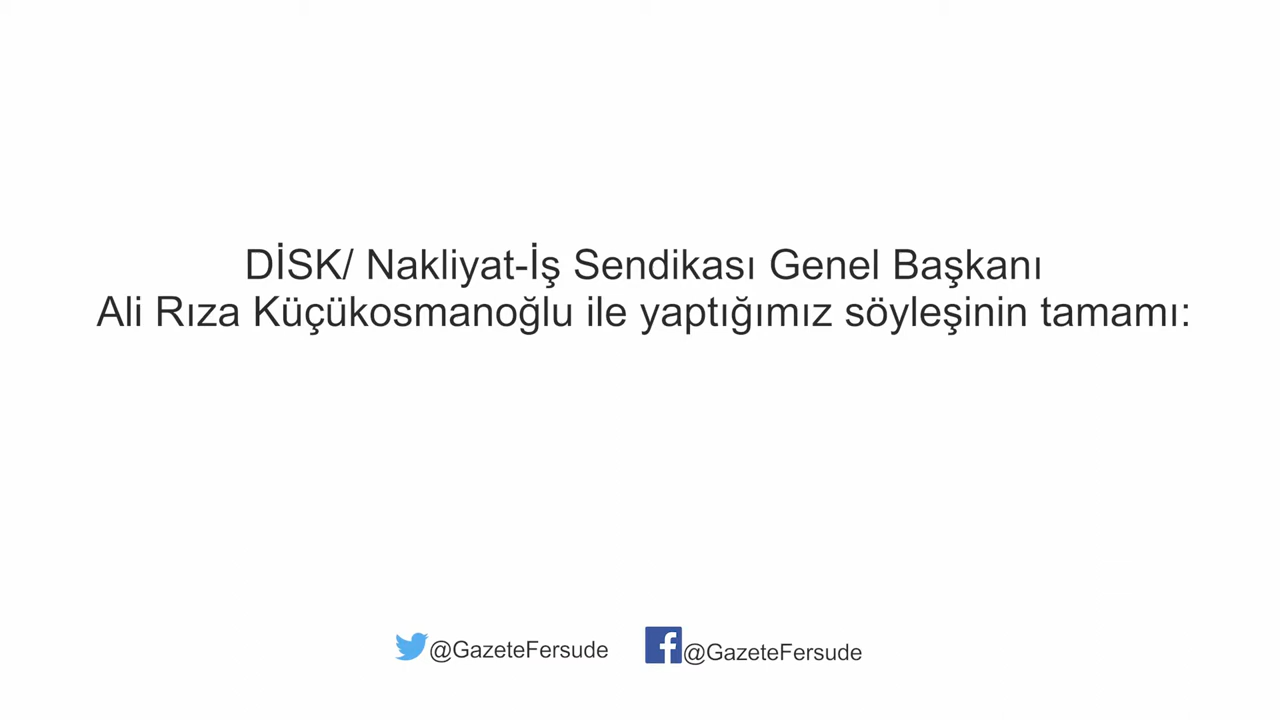 DİSK/ Nakliyat-İş Sendikası Genel Başkanı
Ali Rıza Küçükosmanoğlu ile yaptığımız söyleşinin tamamı:
@GazeteFersude @GazeteFersude